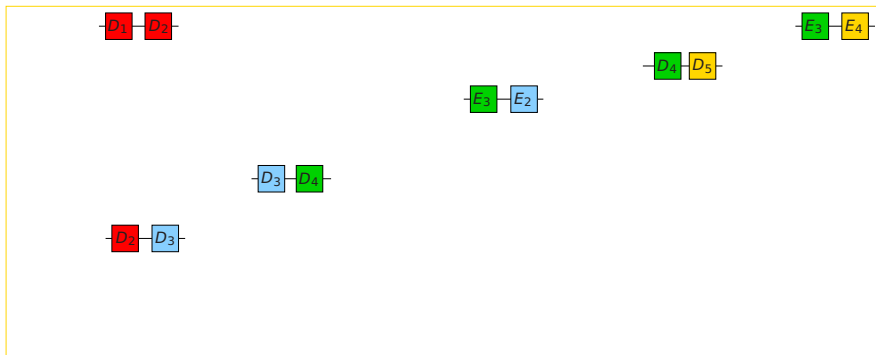 D₁ D₂ E₃ E₄
D₄ D₅
E₃ E₂
D₃ D₄
D₂ D₃